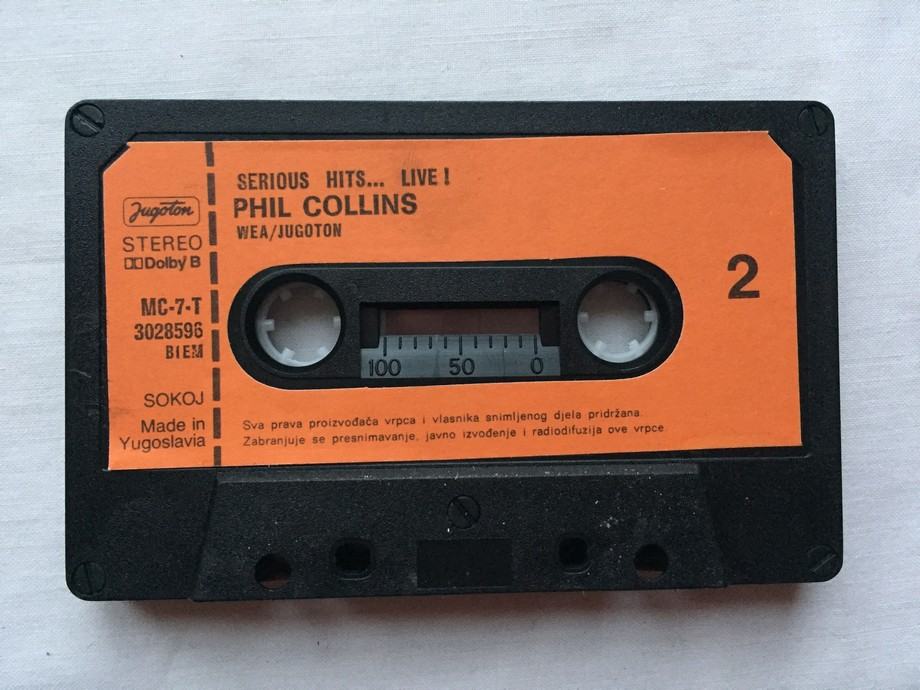 SERIOUS HITS... LIVE!
PHIL COLLINS
WEA/JUGOTON
Jugoton
STEREO
Dolby B
MC-7-T
3028596
BIEM
SOKOJ
Made in
Yugoslavia
2
100 50 0
Sva prava proizvođača vrpca i vlasnika snimljenog djela pridržana.
Zabranjuje se presnimavanje, javno izvođenje i radiodifuzija ove vrpce.